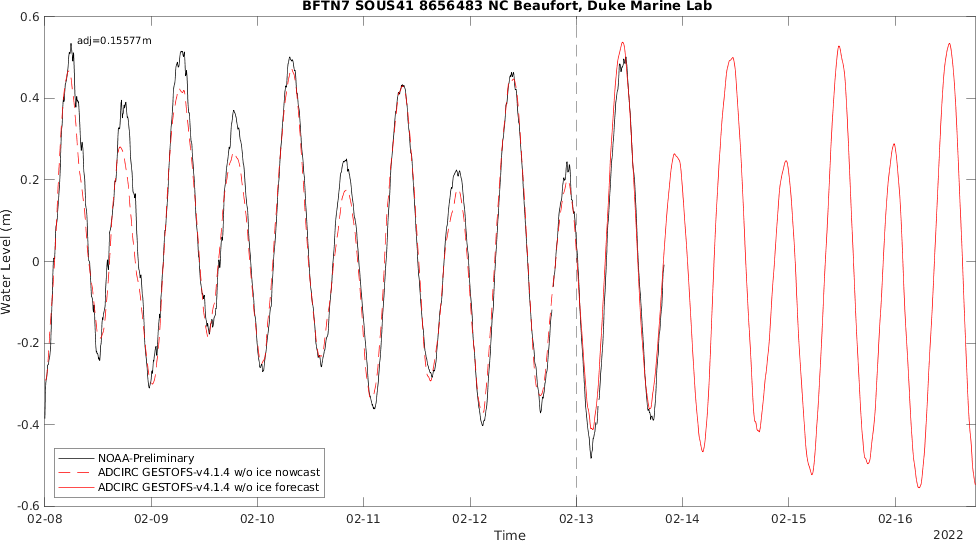 BFTN7 SOUS41 8656483 NC Beaufort, Duke Marine Lab
0.6
adj=0.15577m
0.4
0.2
0
-0.2
-0.4
-0.6
Water Level (m)
NOAA-Preliminary
ADCIRC GESTOFS-v4.1.4 w/o ice nowcast
ADCIRC GESTOFS-v4.1.4 w/o ice forecast
02-08 02-09 02-10 02-11 02-12 02-13 02-14 02-15 02-16
Time
2022